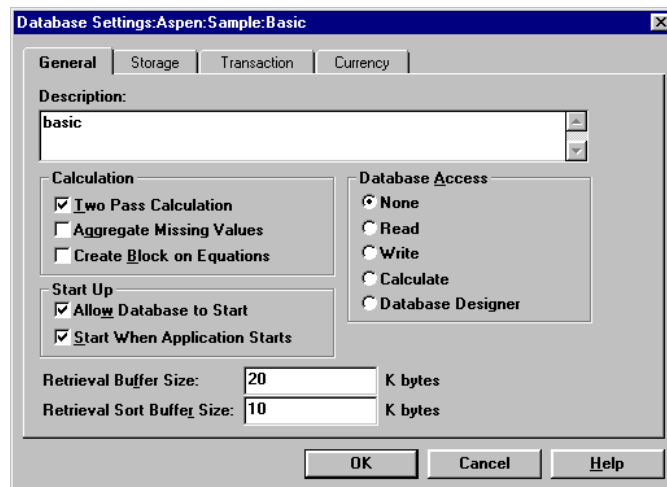 Database Settings:Aspen:Sample:Basic
General Storage Transaction Currency
Description:
basic
Calculation
Two Pass Calculation
Aggregate Missing Values
Create Block on Equations
Database Access
None
Read
Write
Calculate
Database Designer
Start Up
Allow Database to Start
Start When Application Starts
Retrieval Buffer Size: 20 K bytes
Retrieval Sort Buffer Size: 10 K bytes
OK Cancel Help